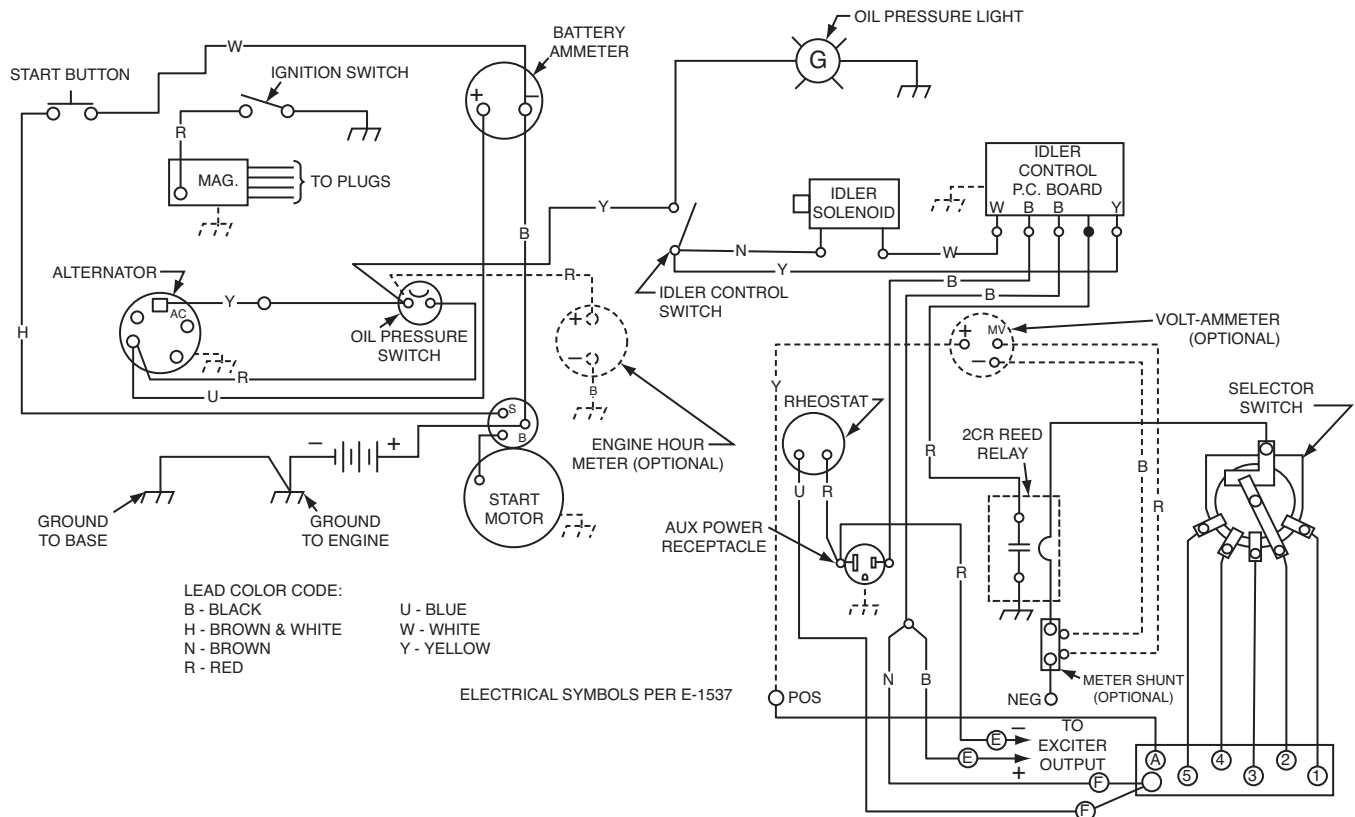 OIL PRESSURE LIGHT
G
W
BATTERY
AMMETER
START BUTTON
IGNITION SWITCH
+
–
R
MAG.
TO PLUGS
IDLER
CONTROL
P.C. BOARD
W B B Y
IDLER
SOLENOID
Y
B
N
W
Y
IDLER CONTROL
SWITCH
B
B
ALTERNATOR
AC
Y
R
OIL PRESSURE
SWITCH
H
R
U
+
–
B
ENGINE HOUR
METER (OPTIONAL)
+
MV
–
VOLT-AMMETER
(OPTIONAL)
Y
RHEOSTAT
U
R
SELECTOR
SWITCH
2CR REED
RELAY
R
B
R
S
B
–
+
START
MOTOR
GROUND
TO BASE
GROUND
TO ENGINE
AUX POWER
RECEPTACLE
R
LEAD COLOR CODE:
B - BLACK
H - BROWN & WHITE
N - BROWN
R - RED
U - BLUE
W - WHITE
Y - YELLOW
ELECTRICAL SYMBOLS PER E-1537
POS
N
B
NEG
METER SHUNT
(OPTIONAL)
E
–
E
+
TO
EXCITER
OUTPUT
F
F
A
5
4
3
2
1